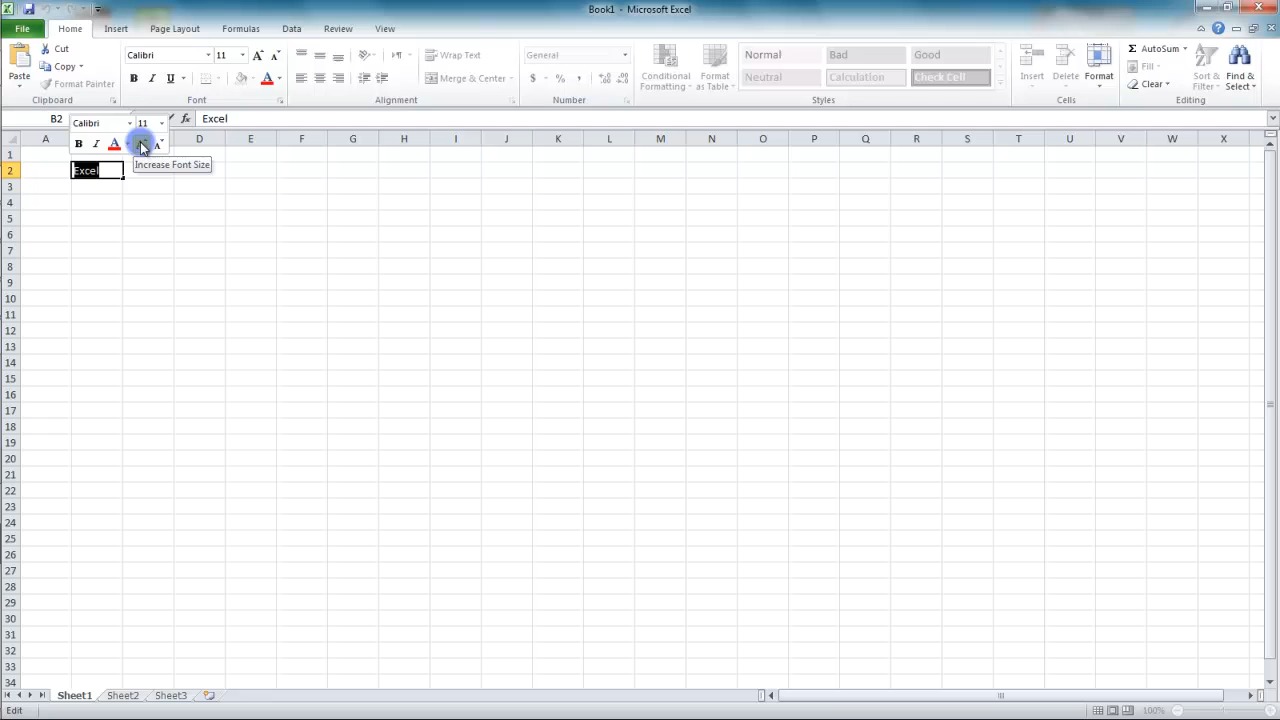 Book1 - Microsoft Excel
File Home Insert Page Layout Formulas Data Review View
Paste
Cut
Copy
Format Painter
Clipboard
Calibri 11
B I U A
Font
Wrap Text
Merge & Center
Alignment
General
$ % ,
Number
Conditional Formatting
Format as Table
Normal Bad Good
Neutral Calculation Check Cell
Styles
Insert Delete Format
Cells
Σ AutoSum
Fill
Clear
Sort & Filter
Find & Select
Editing
B2 fx Excel
Calibri 11
B I A
Increase Font Size
A D E F G H I J K L M N O P Q R S T U V W X
1
2 Excel
3
4
5
6
7
8
9
10
11
12
13
14
15
16
17
18
19
20
21
22
23
24
25
26
27
28
29
30
31
32
33
34
Sheet1 Sheet2 Sheet3
Edit 100%